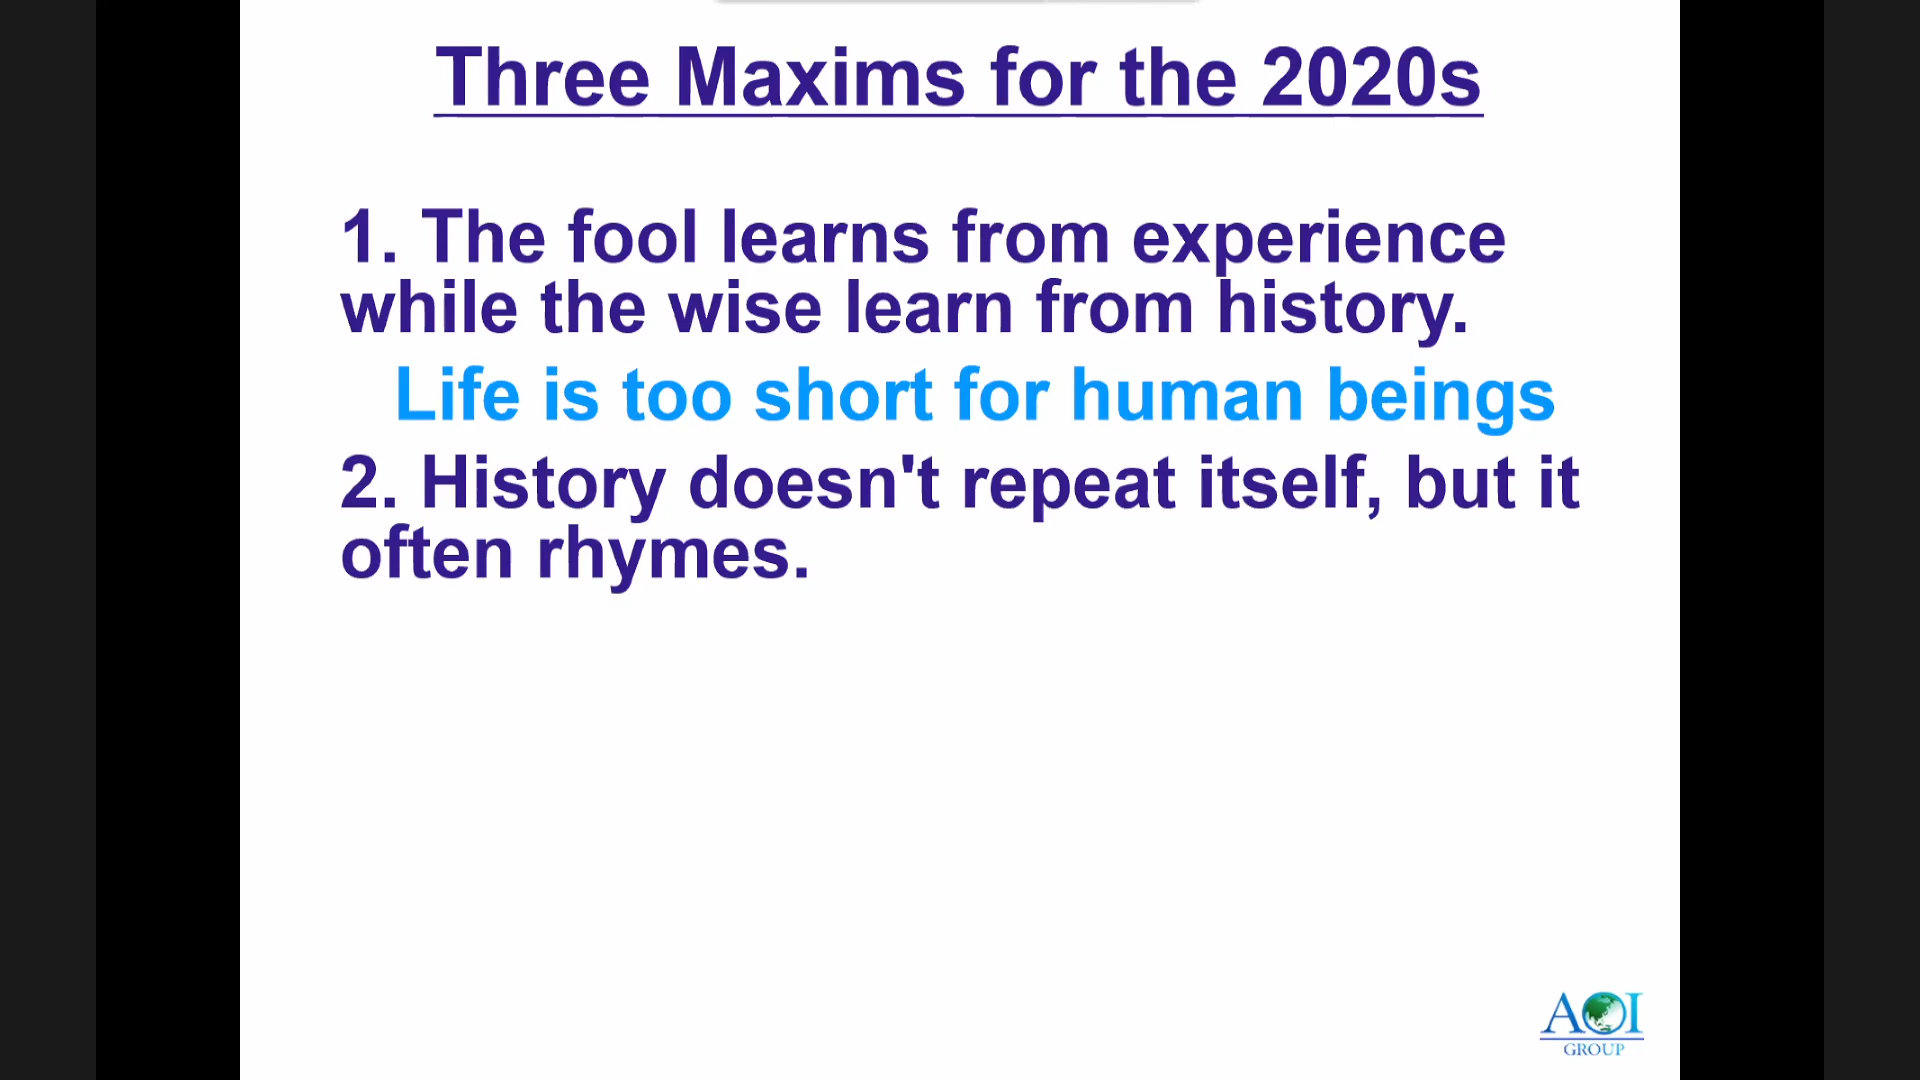 Three Maxims for the 2020s
1. The fool learns from experience
while the wise learn from history.
Life is too short for human beings
2. History doesn't repeat itself, but it
often rhymes.
AOI
GROUP